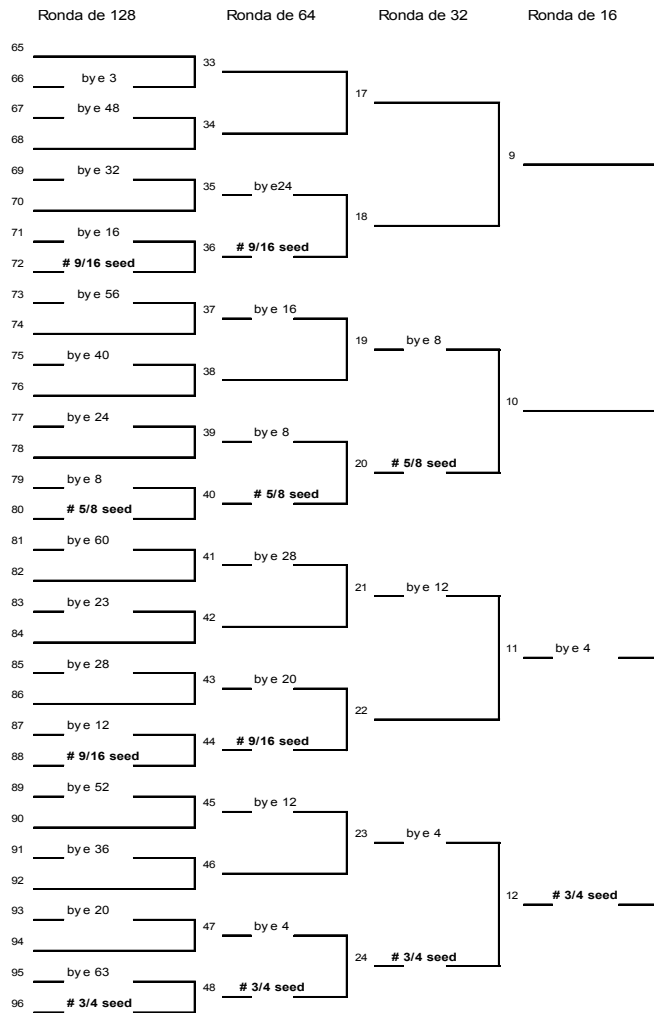 Ronda de 128 Ronda de 64 Ronda de 32 Ronda de 16
65
33
66 bye 3
17
67 bye 48
34
68
9
69 bye 32
35 bye24
70
18
71 bye 16
36 # 9/16 seed
72 # 9/16 seed
73 bye 56
37 bye 16
74
19 bye 8
75 bye 40
38
76
10
77 bye 24
39 bye 8
78
20 # 5/8 seed
79 bye 8
40 # 5/8 seed
80 # 5/8 seed
81 bye 60
41 bye 28
82
21 bye 12
83 bye 23
42
84
11 bye 4
85 bye 28
43 bye 20
86
22
87 bye 12
44 # 9/16 seed
88 # 9/16 seed
89 bye 52
45 bye 12
90
23 bye 4
91 bye 36
46
92
12 # 3/4 seed
93 bye 20
47 bye 4
94
24 # 3/4 seed
95 bye 63
48 # 3/4 seed
96 # 3/4 seed